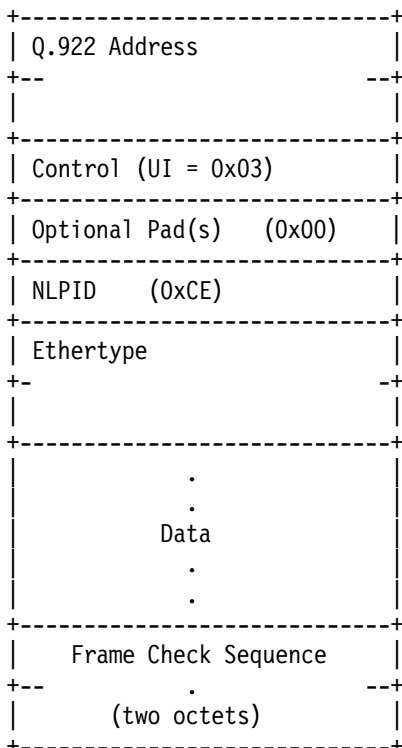 +-----------------------------+
| Q.922 Address               |
+--                         --+
|                             |
+-----------------------------+
| Control (UI = 0x03)         |
+-----------------------------+
| Optional Pad(s)   (0x00)    |
+-----------------------------+
| NLPID     (0xCE)            |
+-----------------------------+
| Ethertype                   |
+-                           -+
|                             |
+-----------------------------+
|             .               |
|             .               |
|           Data              |
|             .               |
|             .               |
+-----------------------------+
|    Frame Check Sequence     |
+--           .             --+
|       (two octets)          |
+-----------------------------+